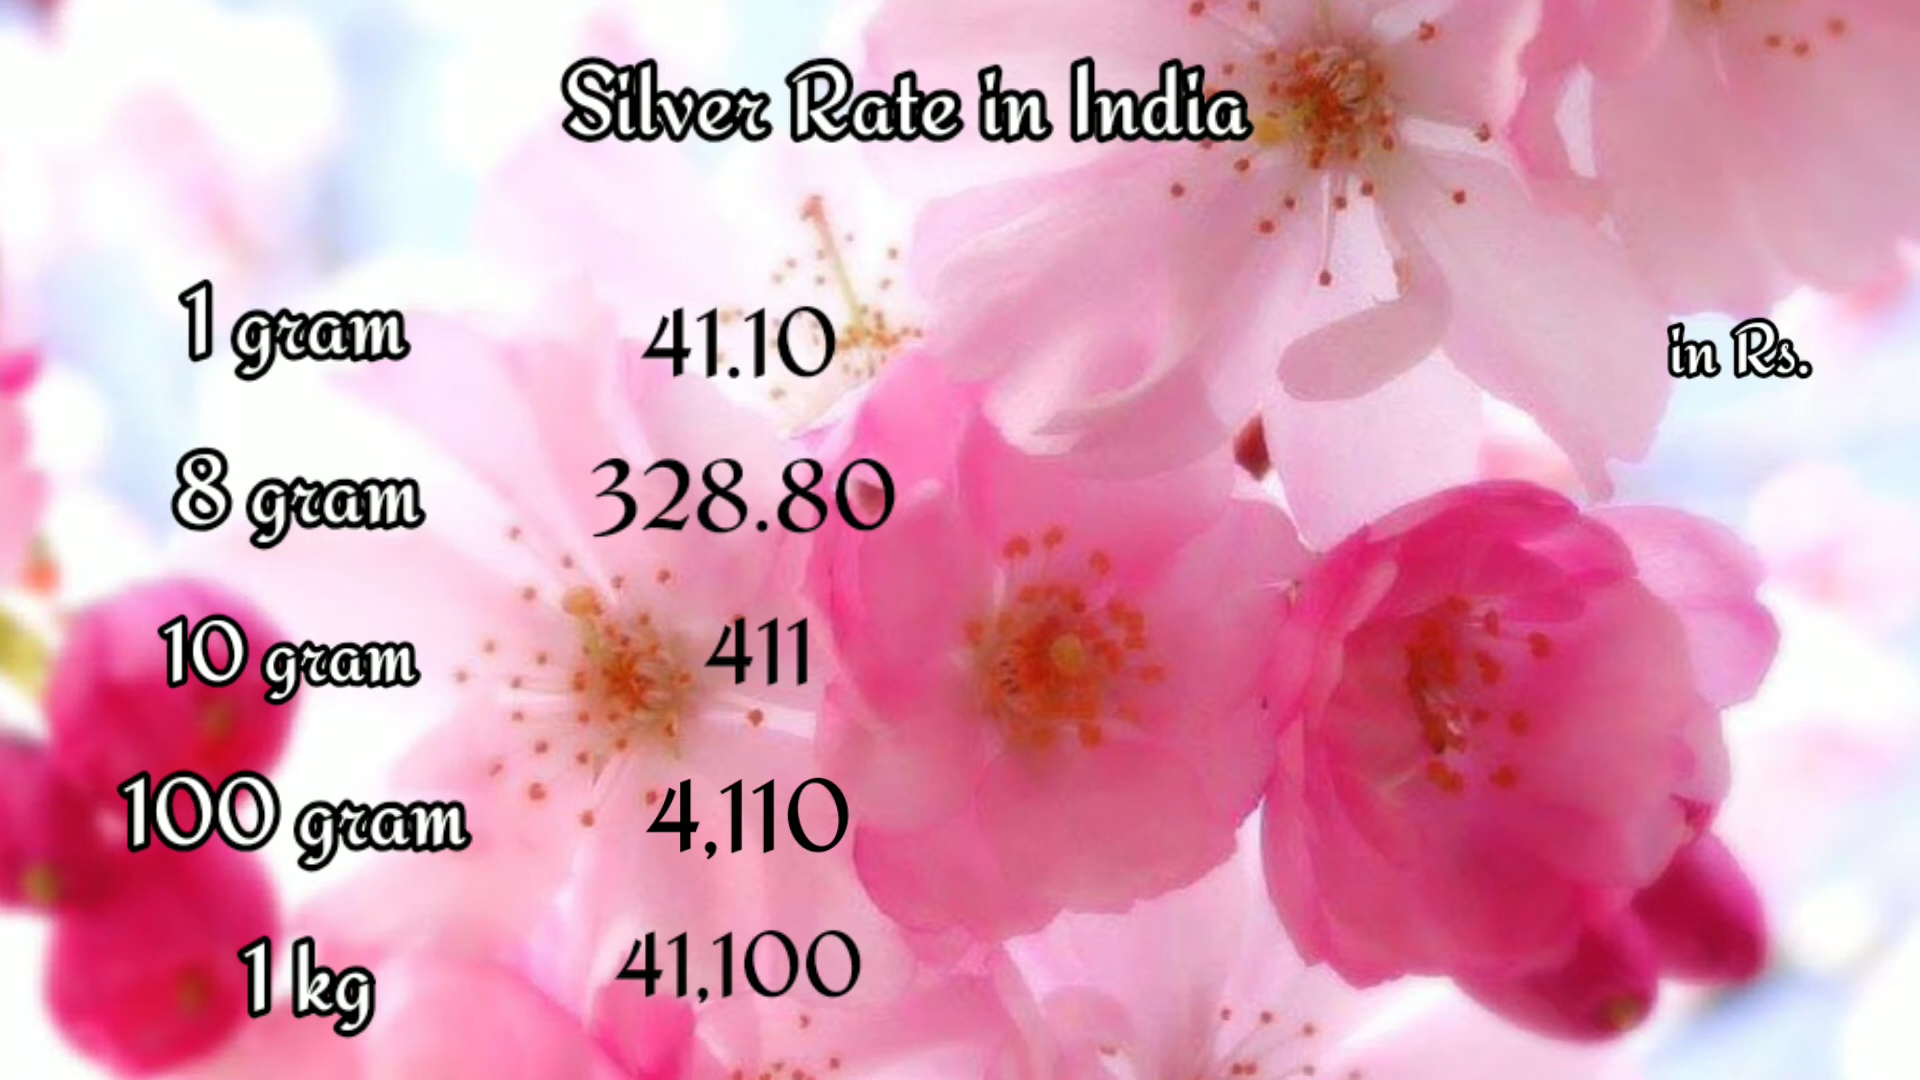 Silver Rate in India
1 gram 41.10 in Rs.
8 gram 328.80
10 gram 411
100 gram 4,110
1 kg 41,100